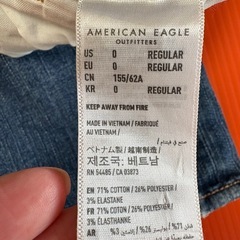 AMERICAN EAGLE
OUTFITTERS
US 0 REGULAR
EU 0 REGULAR
CN 155/62A
KR 0 REGULAR
KEEP AWAY FROM FIRE
MADE IN VIETNAM / FABRIQUÉ
AU VIETNAM /
ベトナム製 / 越南制造 /
제조국: 베트남
RN 54485 / CA 03873
EN 71% COTTON / 26% POLYESTER /
3% ELASTANE
FR 71% COTON / 26% POLYESTER /
3% ÉLASTHANNE
AR